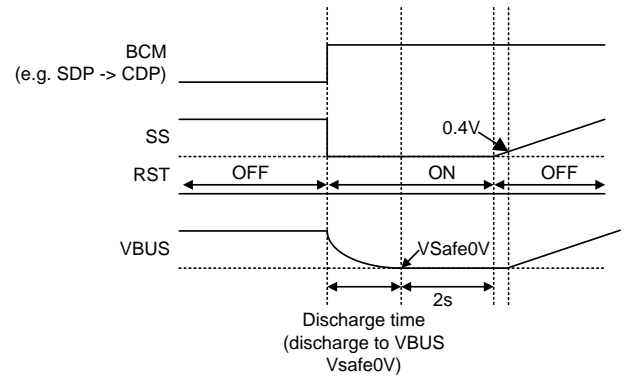 BCM
(e.g. SDP -> CDP)
SS
0.4V
RST
OFF
ON
OFF
VBUS
VSafe0V
2s
Discharge time
(discharge to VBUS
Vsafe0V)